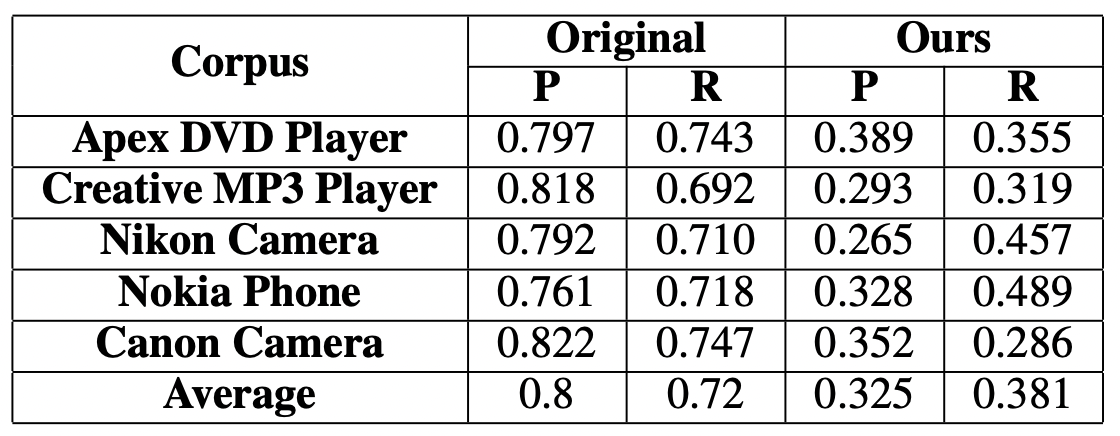 Corpus Original Ours
P R P R
Apex DVD Player 0.797 0.743 0.389 0.355
Creative MP3 Player 0.818 0.692 0.293 0.319
Nikon Camera 0.792 0.710 0.265 0.457
Nokia Phone 0.761 0.718 0.328 0.489
Canon Camera 0.822 0.747 0.352 0.286
Average 0.8 0.72 0.325 0.381